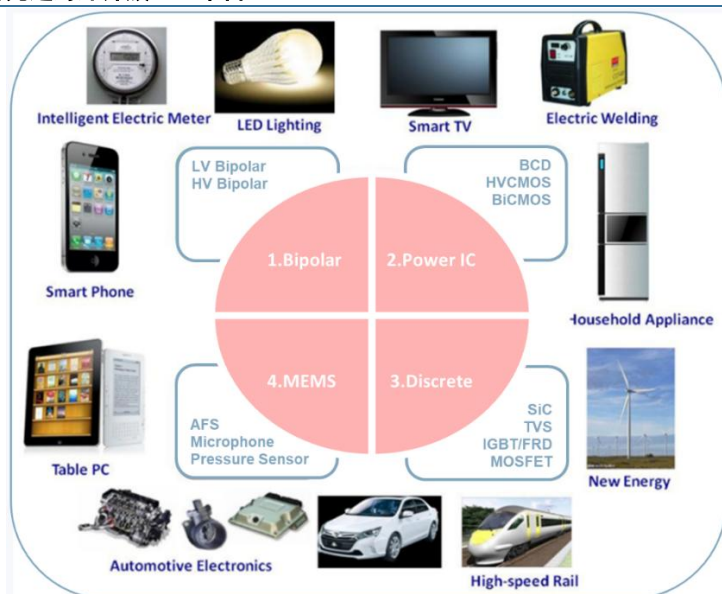 Intelligent Electric Meter
LED Lighting
Smart TV
Electric Welding
LV Bipolar
HV Bipolar
BCD
HVCMOS
BiCMOS
1.Bipolar
2.Power IC
Smart Phone
Household Appliance
4.MEMS
3.Discrete
AFS
Microphone
Pressure Sensor
SiC
TVS
IGBT/FRD
MOSFET
Table PC
New Energy
Automotive Electronics
High-speed Rail